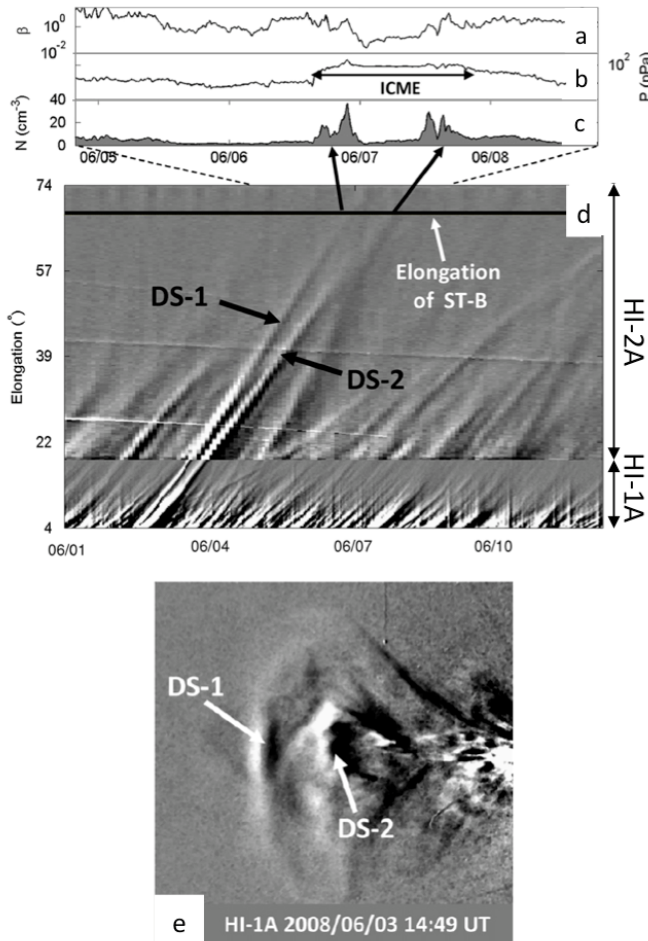 β
10⁰
10⁻²
a
b
ICME
10²
P (nPa)
N (cm⁻³)
40
20
0
c
06/05
06/06
06/07
06/08
74
57
39
22
4
Elongation (°)
d
Elongation
of ST-B
DS-1
DS-2
HI-2A
HI-1A
06/01
06/04
06/07
06/10
DS-1
DS-2
e
HI-1A 2008/06/03 14:49 UT